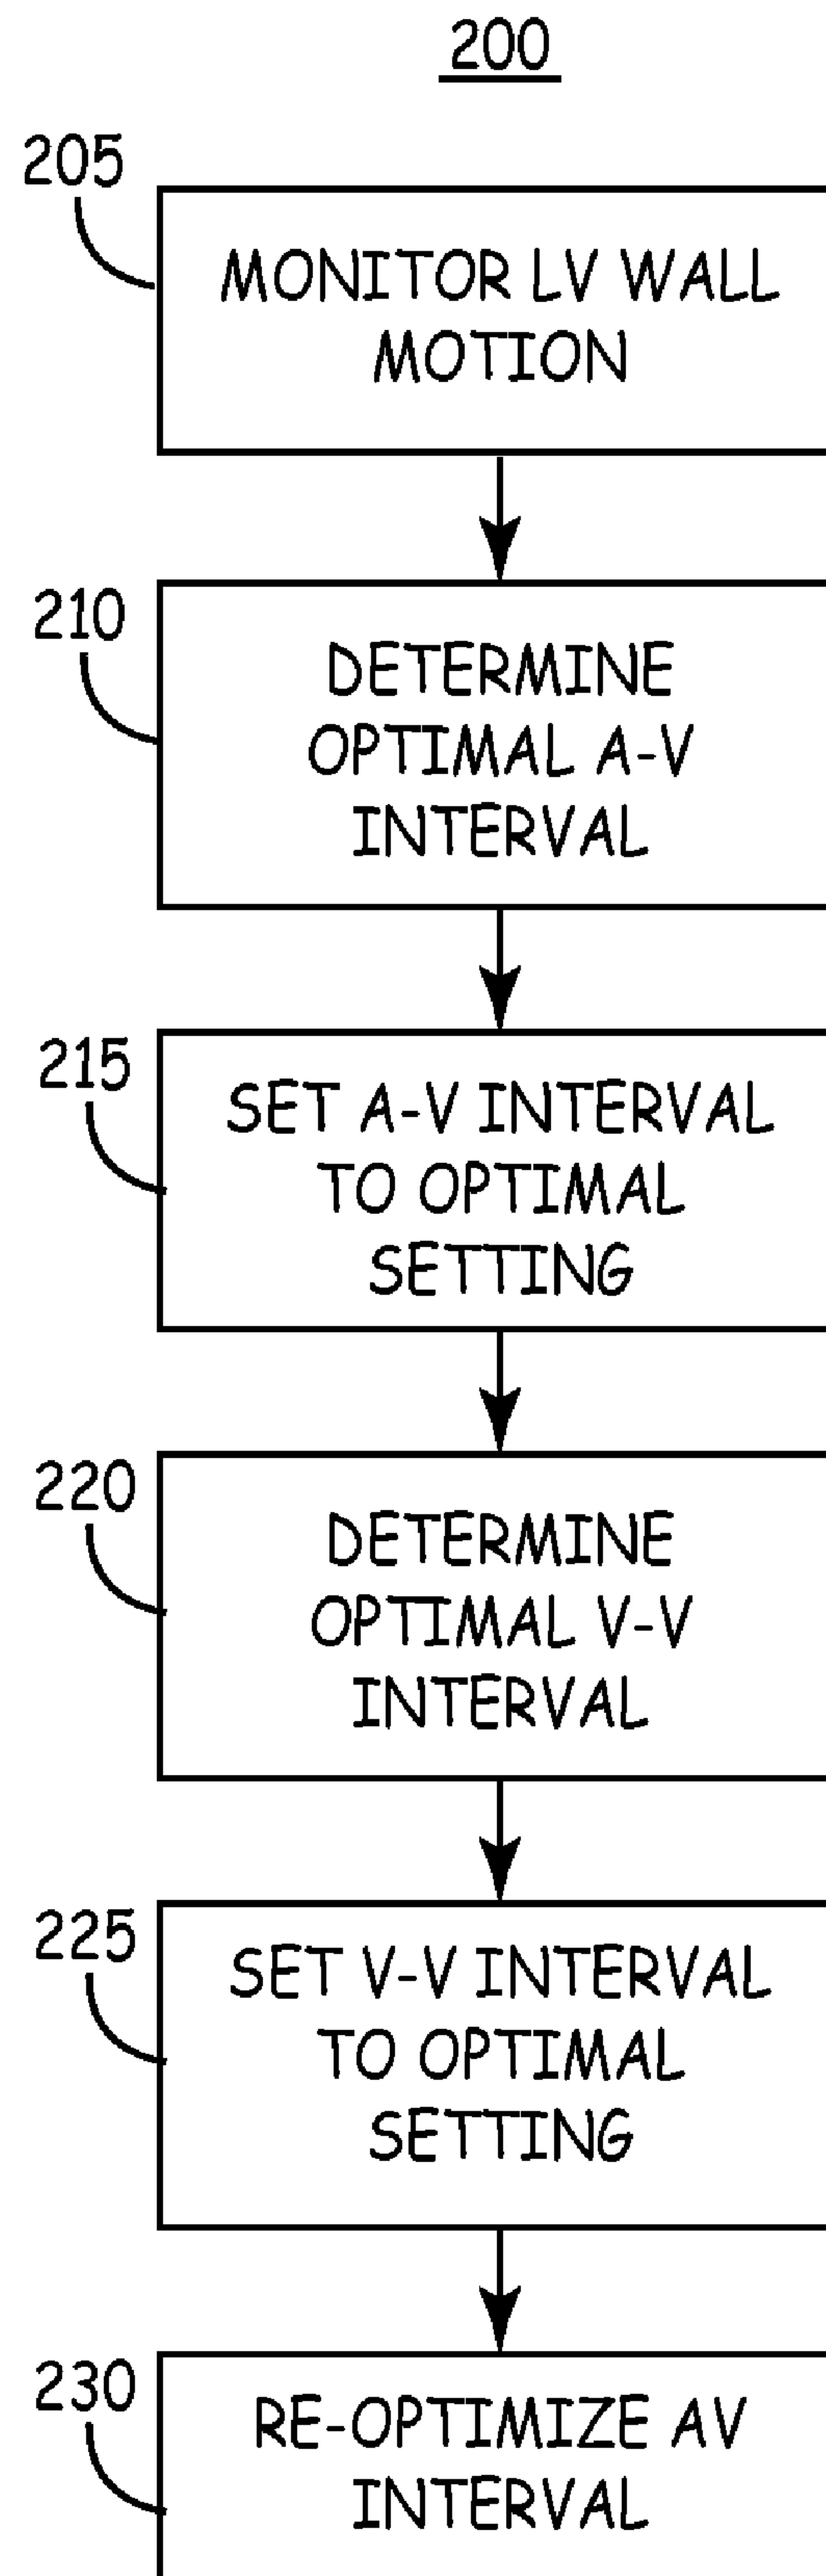 200
205
MONITOR LV WALL
MOTION
210
DETERMINE
OPTIMAL A-V
INTERVAL
215
SET A-V INTERVAL
TO OPTIMAL
SETTING
220
DETERMINE
OPTIMAL V-V
INTERVAL
225
SET V-V INTERVAL
TO OPTIMAL
SETTING
230
RE-OPTIMIZE AV
INTERVAL